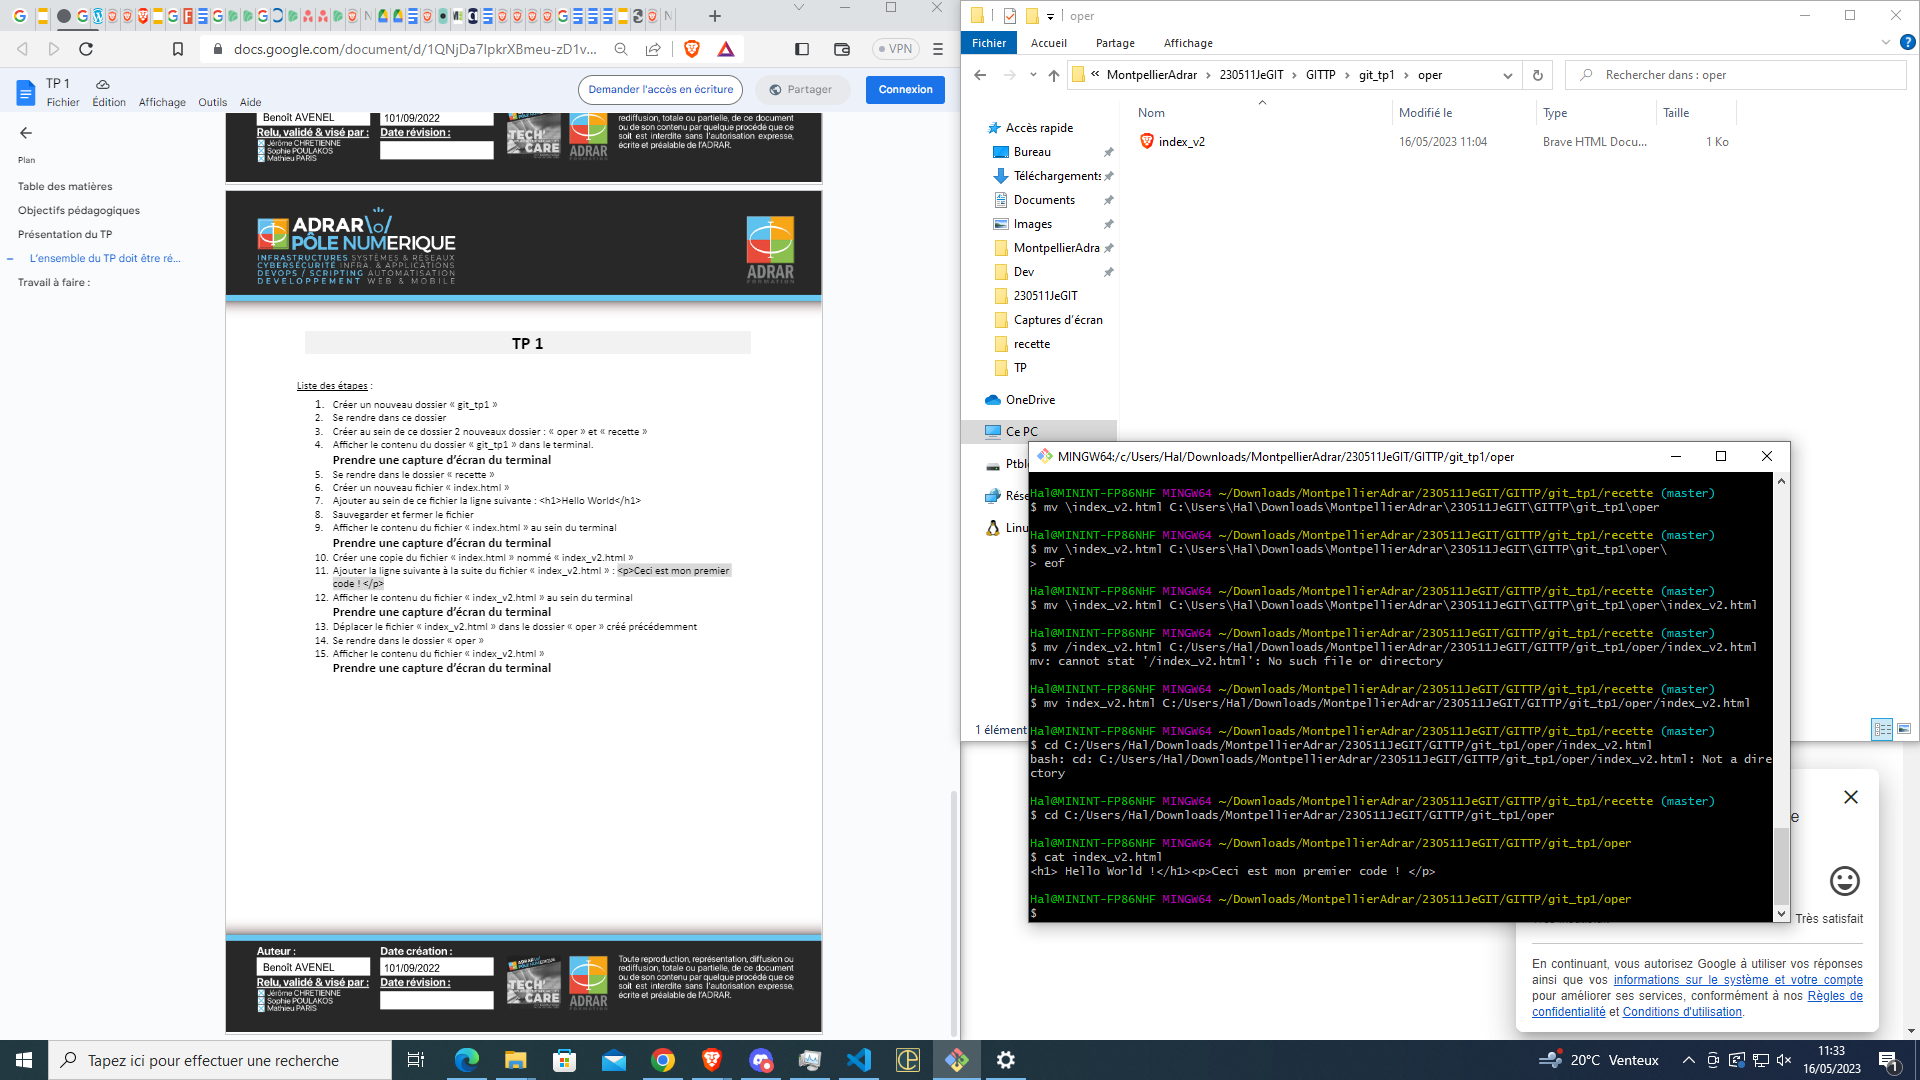 docs.google.com/document/d/1QNjDa7IpkrXBmeu-zD1v...
VPN
TP 1
Fichier Édition Affichage Outils Aide
Demander l'accès en écriture
Partager
Connexion
Plan
Table des matières
Objectifs pédagogiques
Présentation du TP
L'ensemble du TP doit être ré...
Travail à faire :
Benoît AVENEL
101/09/2022
Relu, validé & visé par :
Date révision :
Jérôme CHRETIENNE
Sophie POULAKOS
Mathieu PARIS
TECH' CARE
ADRAR
rediffusion, totale ou partielle, de ce document
ou de son contenu par quelque procédé que ce
soit est interdite sans l'autorisation expresse,
écrite et préalable de l'ADRAR.
ADRAR\o/
PÔLE NUMERIQUE
INFRASTRUCTURES SYSTÈMES & RÉSEAUX
CYBERSÉCURITÉ INFRA. & APPLICATIONS
DEVOPS / SCRIPTING AUTOMATISATION
DEVELOPPEMENT WEB & MOBILE
ADRAR
FORMATION
TP 1
Liste des étapes :
1. Créer un nouveau dossier « git_tp1 »
2. Se rendre dans ce dossier
3. Créer au sein de ce dossier 2 nouveaux dossier : « oper » et « recette »
4. Afficher le contenu du dossier « git_tp1 » dans le terminal.
Prendre une capture d'écran du terminal
5. Se rendre dans le dossier « recette »
6. Créer un nouveau fichier « index.html »
7. Ajouter au sein de ce fichier la ligne suivante : <h1>Hello World</h1>
8. Sauvegarder et fermer le fichier
9. Afficher le contenu du fichier « index.html » au sein du terminal
Prendre une capture d'écran du terminal
10. Créer une copie du fichier « index.html » nommé « index_v2.html »
11. Ajouter la ligne suivante à la suite du fichier « index_v2.html » : <p>Ceci est mon premier
code ! </p>
12. Afficher le contenu du fichier « index_v2.html » au sein du terminal
Prendre une capture d'écran du terminal
13. Déplacer le fichier « index_v2.html » dans le dossier « oper » créé précédemment
14. Se rendre dans le dossier « oper »
15. Afficher le contenu du fichier « index_v2.html »
Prendre une capture d'écran du terminal
Auteur :
Date création :
Benoît AVENEL
101/09/2022
Relu, validé & visé par :
Date révision :
Jérôme CHRETIENNE
Sophie POULAKOS
Mathieu PARIS
TECH' CARE
ADRAR
FORMATION
Toute reproduction, représentation, diffusion ou
rediffusion, totale ou partielle, de ce document
ou de son contenu par quelque procédé que ce
soit est interdite sans l'autorisation expresse,
écrite et préalable de l'ADRAR.
oper
Fichier Accueil Partage Affichage
« MontpellierAdrar > 230511JeGIT > GITTP > git_tp1 > oper
Rechercher dans : oper
Nom Modifié le Type Taille
index_v2 16/05/2023 11:04 Brave HTML Docu... 1 Ko
Accès rapide
Bureau
Téléchargements
Documents
Images
MontpellierAdra
Dev
230511JeGIT
Captures d'écran
recette
TP
OneDrive
Ce PC
Ptbl
Rése
Linu
1 élément
MINGW64:/c/Users/Hal/Downloads/MontpellierAdrar/230511JeGIT/GITTP/git_tp1/oper
Hal@MININT-FP86NHF MINGW64 ~/Downloads/MontpellierAdrar/230511JeGIT/GITTP/git_tp1/recette (master)
$ mv \index_v2.html C:\Users\Hal\Downloads\MontpellierAdrar\230511JeGIT\GITTP\git_tp1\oper
Hal@MININT-FP86NHF MINGW64 ~/Downloads/MontpellierAdrar/230511JeGIT/GITTP/git_tp1/recette (master)
$ mv \index_v2.html C:\Users\Hal\Downloads\MontpellierAdrar\230511JeGIT\GITTP\git_tp1\oper\
> eof
Hal@MININT-FP86NHF MINGW64 ~/Downloads/MontpellierAdrar/230511JeGIT/GITTP/git_tp1/recette (master)
$ mv \index_v2.html C:\Users\Hal\Downloads\MontpellierAdrar\230511JeGIT\GITTP\git_tp1\oper\index_v2.html
Hal@MININT-FP86NHF MINGW64 ~/Downloads/MontpellierAdrar/230511JeGIT/GITTP/git_tp1/recette (master)
$ mv /index_v2.html C:/Users/Hal/Downloads/MontpellierAdrar/230511JeGIT/GITTP/git_tp1/oper/index_v2.html
mv: cannot stat '/index_v2.html': No such file or directory
Hal@MININT-FP86NHF MINGW64 ~/Downloads/MontpellierAdrar/230511JeGIT/GITTP/git_tp1/recette (master)
$ mv index_v2.html C:/Users/Hal/Downloads/MontpellierAdrar/230511JeGIT/GITTP/git_tp1/oper/index_v2.html
Hal@MININT-FP86NHF MINGW64 ~/Downloads/MontpellierAdrar/230511JeGIT/GITTP/git_tp1/recette (master)
$ cd C:/Users/Hal/Downloads/MontpellierAdrar/230511JeGIT/GITTP/git_tp1/oper/index_v2.html
bash: cd: C:/Users/Hal/Downloads/MontpellierAdrar/230511JeGIT/GITTP/git_tp1/oper/index_v2.html: Not a dire
ctory
Hal@MININT-FP86NHF MINGW64 ~/Downloads/MontpellierAdrar/230511JeGIT/GITTP/git_tp1/recette (master)
$ cd C:/Users/Hal/Downloads/MontpellierAdrar/230511JeGIT/GITTP/git_tp1/oper
Hal@MININT-FP86NHF MINGW64 ~/Downloads/MontpellierAdrar/230511JeGIT/GITTP/git_tp1/oper
$ cat index_v2.html
<h1> Hello World !</h1><p>Ceci est mon premier code ! </p>
Hal@MININT-FP86NHF MINGW64 ~/Downloads/MontpellierAdrar/230511JeGIT/GITTP/git_tp1/oper
$
e
Très satisfait
En continuant, vous autorisez Google à utiliser vos réponses
ainsi que vos informations sur le système et votre compte
pour améliorer ses services, conformément à nos Règles de
confidentialité et Conditions d'utilisation.
Tapez ici pour effectuer une recherche
20°C Venteux
11:33
16/05/2023
1